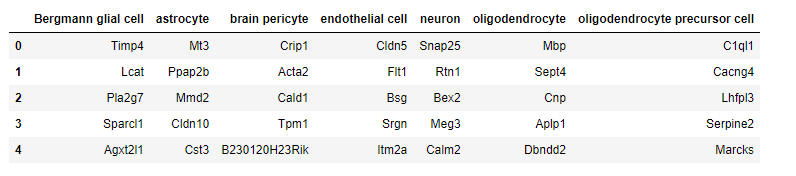 Bergmann glial cell astrocyte brain pericyte endothelial cell neuron oligodendrocyte oligodendrocyte precursor cell
0 Timp4 Mt3 Crip1 Cldn5 Snap25 Mbp C1ql1
1 Lcat Ppap2b Acta2 Flt1 Rtn1 Sept4 Cacng4
2 Pla2g7 Mmd2 Cald1 Bsg Bex2 Cnp Lhfpl3
3 Sparcl1 Cldn10 Tpm1 Srgn Meg3 Aplp1 Serpine2
4 Agxt2l1 Cst3 B230120H23Rik Itm2a Calm2 Dbndd2 Marcks